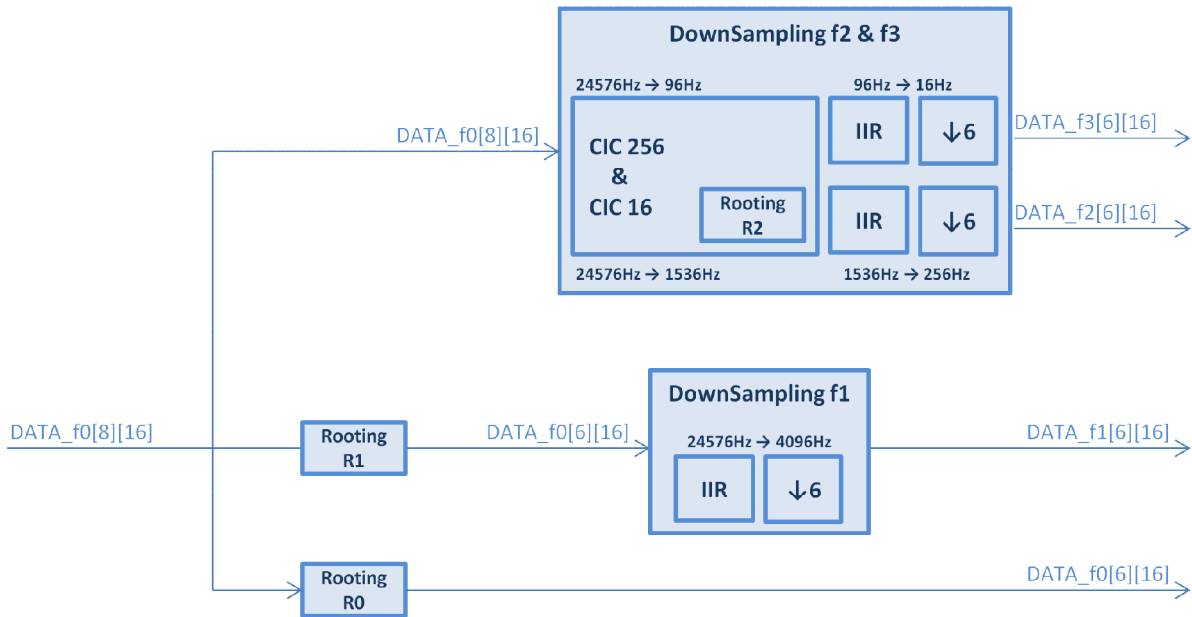 DownSampling f2 & f3
24576Hz → 96Hz
96Hz → 16Hz
DATA_f0[8][16]
CIC 256
&
CIC 16
Rooting
R2
IIR
↓6
DATA_f3[6][16]
IIR
↓6
DATA_f2[6][16]
24576Hz → 1536Hz
1536Hz → 256Hz
DownSampling f1
DATA_f0[8][16]
Rooting
R1
DATA_f0[6][16]
24576Hz → 4096Hz
IIR
↓6
DATA_f1[6][16]
Rooting
R0
DATA_f0[6][16]